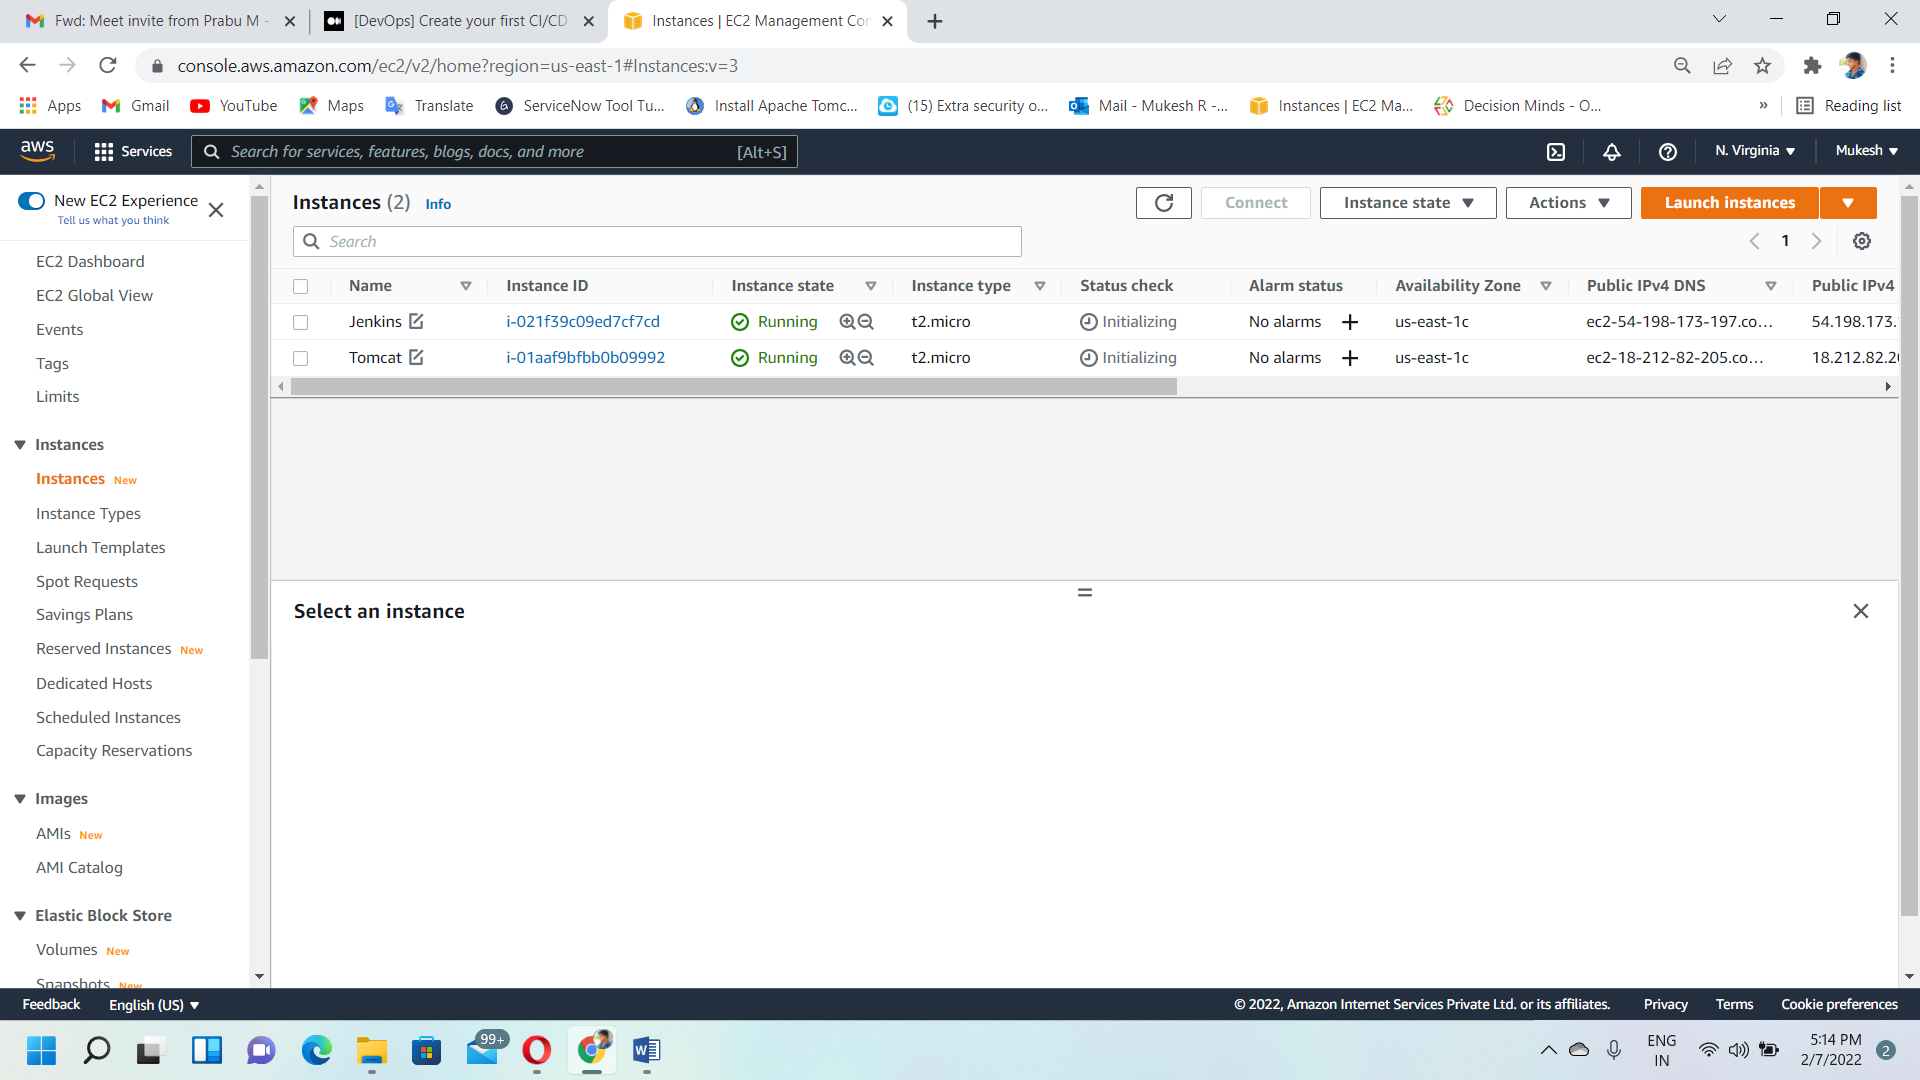 Fwd: Meet invite from Prabu M -
[DevOps] Create your first CI/CD
Instances | EC2 Management Con
console.aws.amazon.com/ec2/v2/home?region=us-east-1#Instances:v=3
Apps Gmail YouTube Maps Translate ServiceNow Tool Tu... Install Apache Tomc... (15) Extra security o... Mail - Mukesh R -... Instances | EC2 Ma... Decision Minds - O... » Reading list
aws Services Search for services, features, blogs, docs, and more [Alt+S] N. Virginia Mukesh
New EC2 Experience
Tell us what you think
EC2 Dashboard
EC2 Global View
Events
Tags
Limits
Instances
Instances New
Instance Types
Launch Templates
Spot Requests
Savings Plans
Reserved Instances New
Dedicated Hosts
Scheduled Instances
Capacity Reservations
Images
AMIs New
AMI Catalog
Elastic Block Store
Volumes New
Snapshots New
Instances (2) Info Connect Instance state Actions Launch instances
Search 1
Name Instance ID Instance state Instance type Status check Alarm status Availability Zone Public IPv4 DNS Public IPv4
Jenkins i-021f39c09ed7cf7cd Running t2.micro Initializing No alarms us-east-1c ec2-54-198-173-197.co... 54.198.173.
Tomcat i-01aaf9bfbb0b09992 Running t2.micro Initializing No alarms us-east-1c ec2-18-212-82-205.co... 18.212.82.20
Select an instance
Feedback English (US) © 2022, Amazon Internet Services Private Ltd. or its affiliates. Privacy Terms Cookie preferences
99+
ENG
IN
5:14 PM
2/7/2022
2